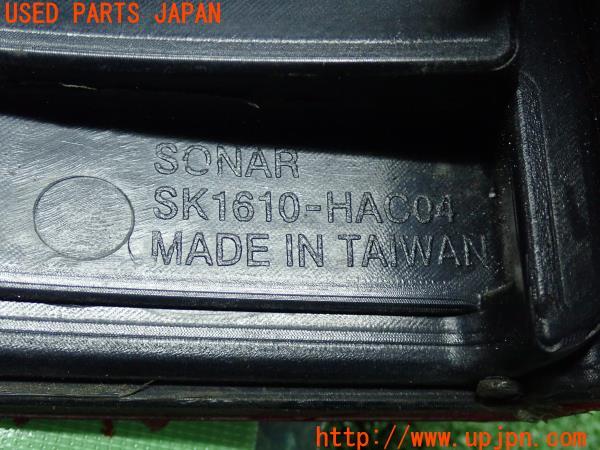 USED PARTS JAPAN
SONAR
SK1610-HAC04
MADE IN TAIWAN
http://www.upjpn.com